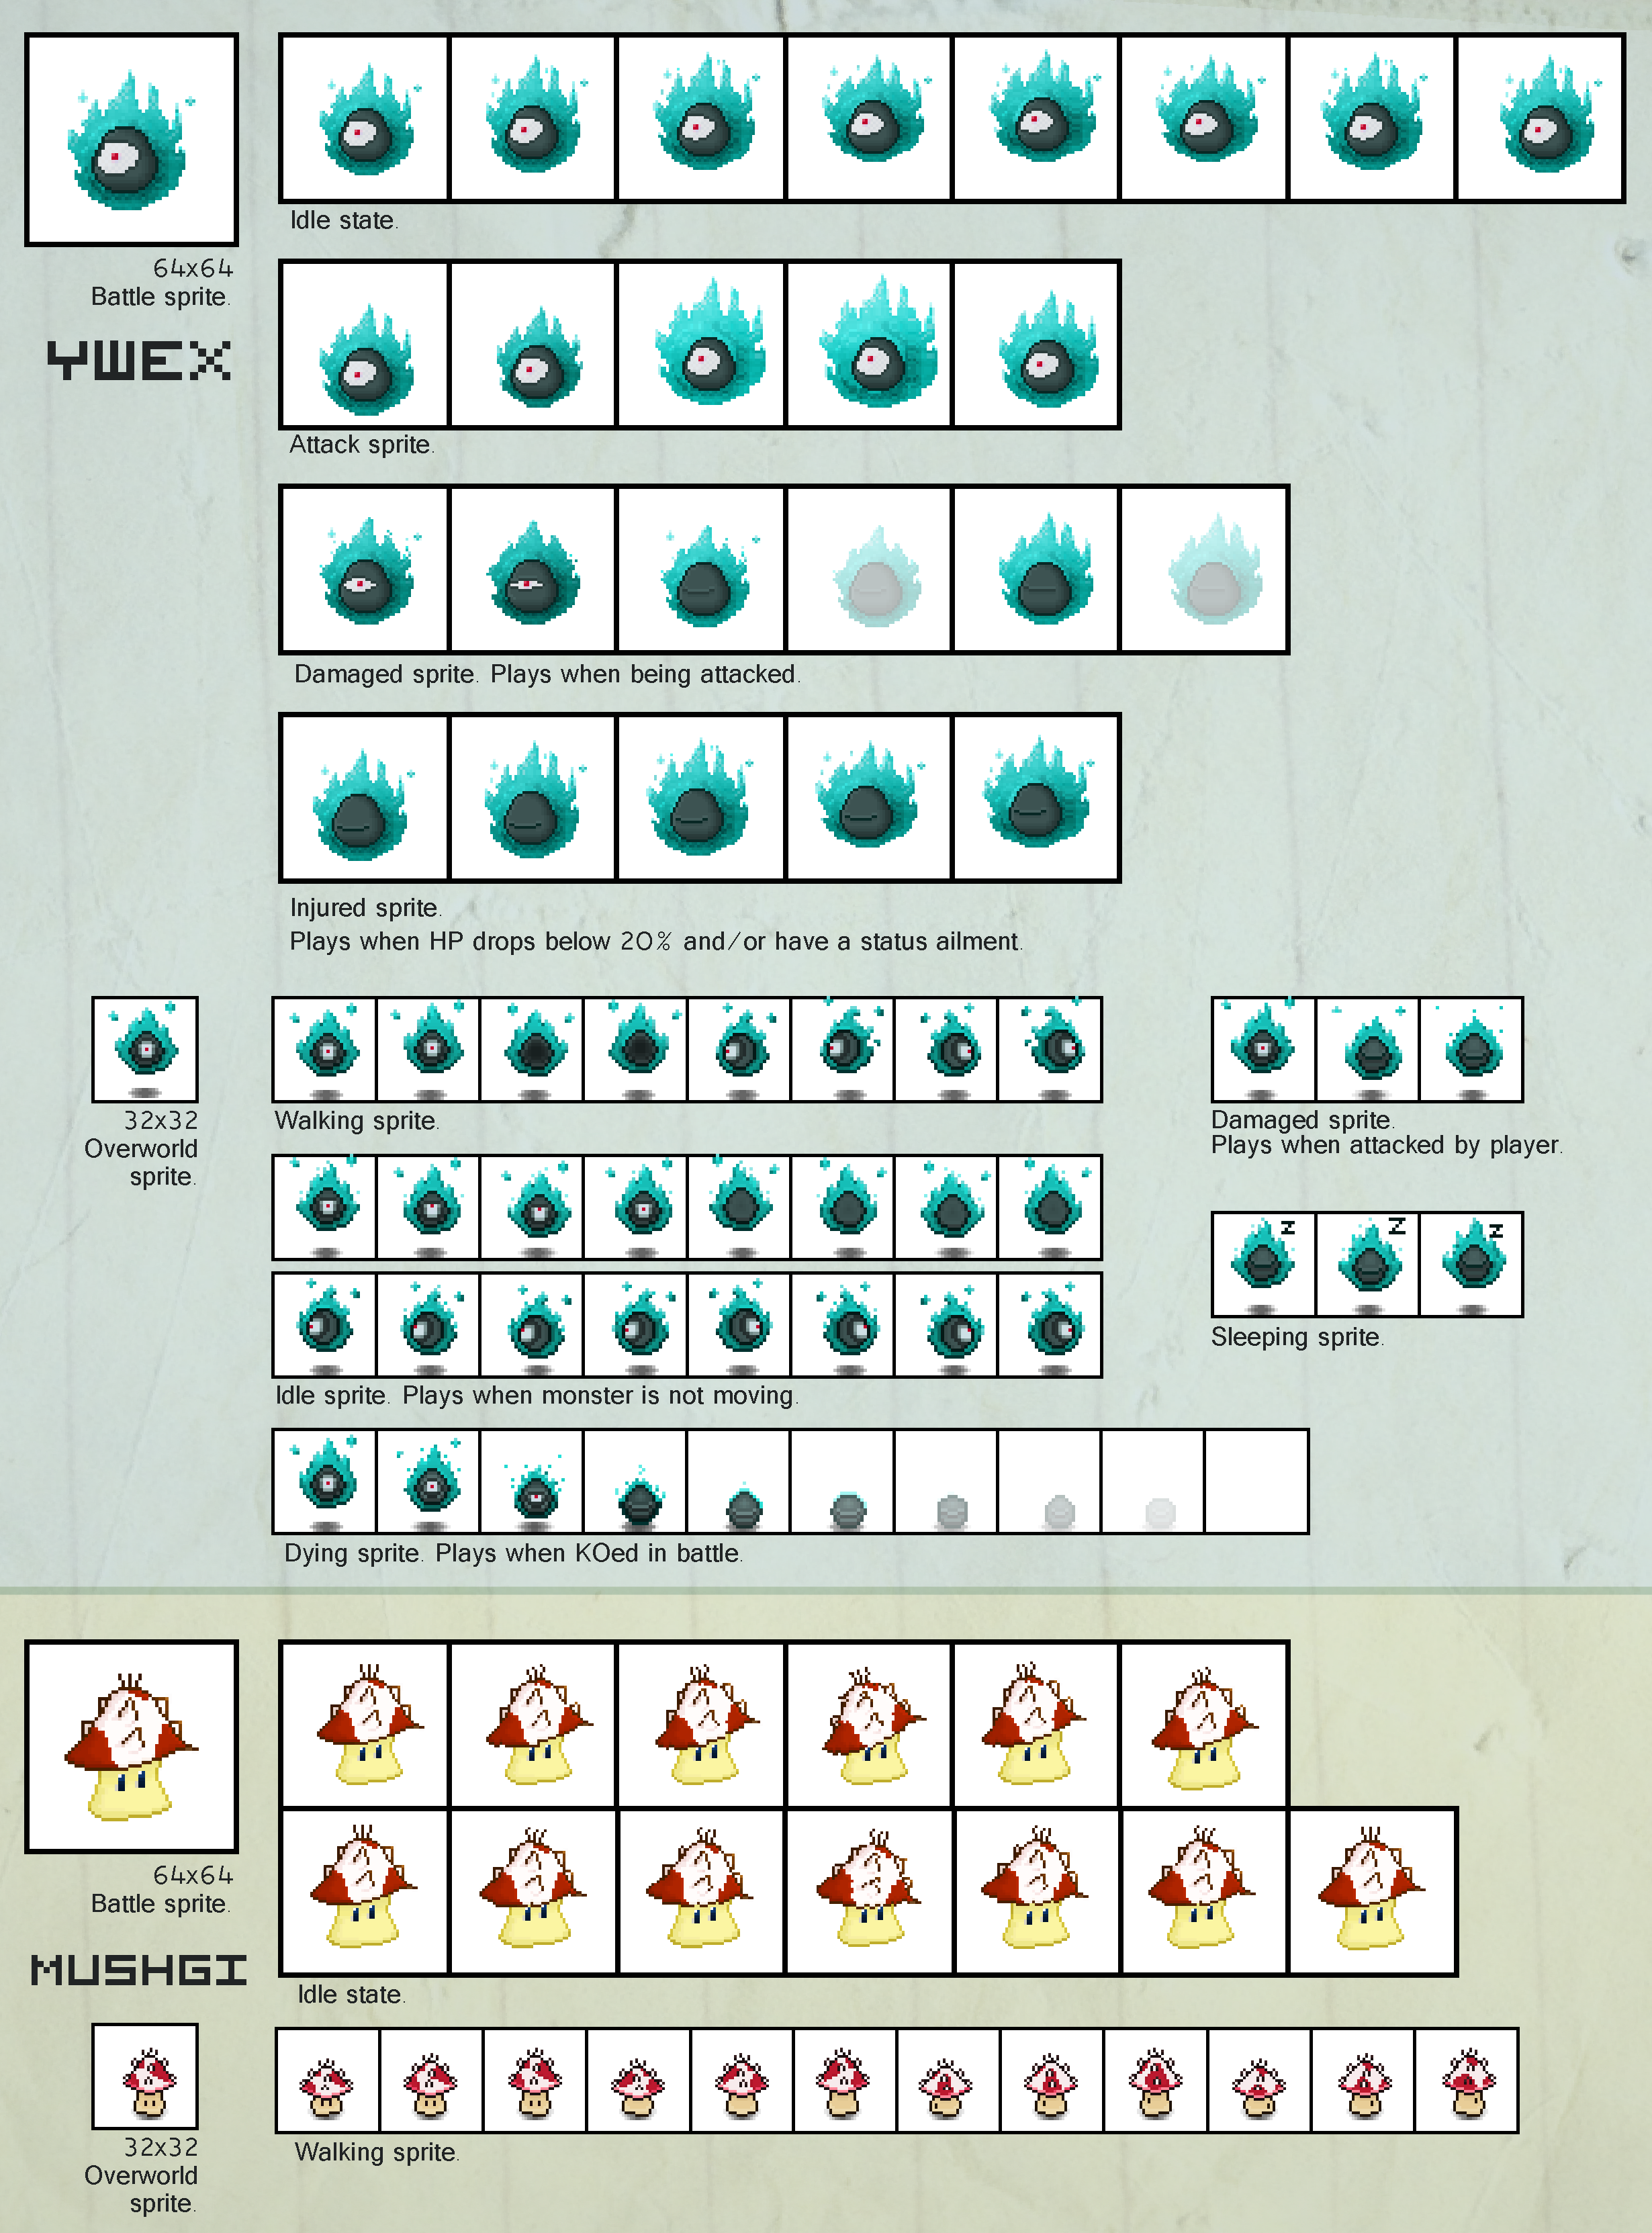 Idle state.
64x64
Battle sprite.
YWEX
Attack sprite.
Damaged sprite. Plays when being attacked.
Injured sprite.
Plays when HP drops below 20% and/or have a status ailment.
32x32
Overworld
sprite.
Walking sprite.
Damaged sprite.
Plays when attacked by player.
Z
Z
Z
Sleeping sprite.
Idle sprite. Plays when monster is not moving.
Dying sprite. Plays when KOed in battle.
64x64
Battle sprite.
MUSHGI
Idle state.
32x32
Overworld
sprite.
Walking sprite.